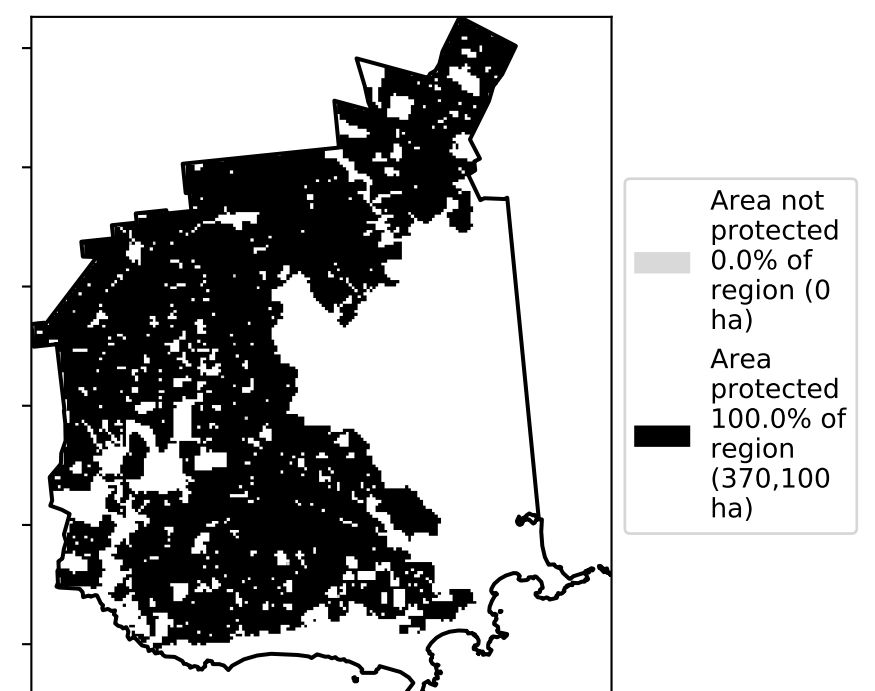 Area not
protected
0.0% of
region (0
ha)
Area
protected
100.0% of
region
(370,100
ha)